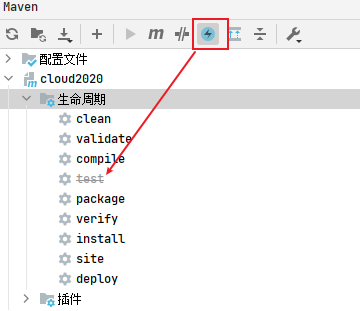 Maven
m
配置文件
m
cloud2020
生命周期
clean
validate
compile
test
package
verify
install
site
deploy
插件